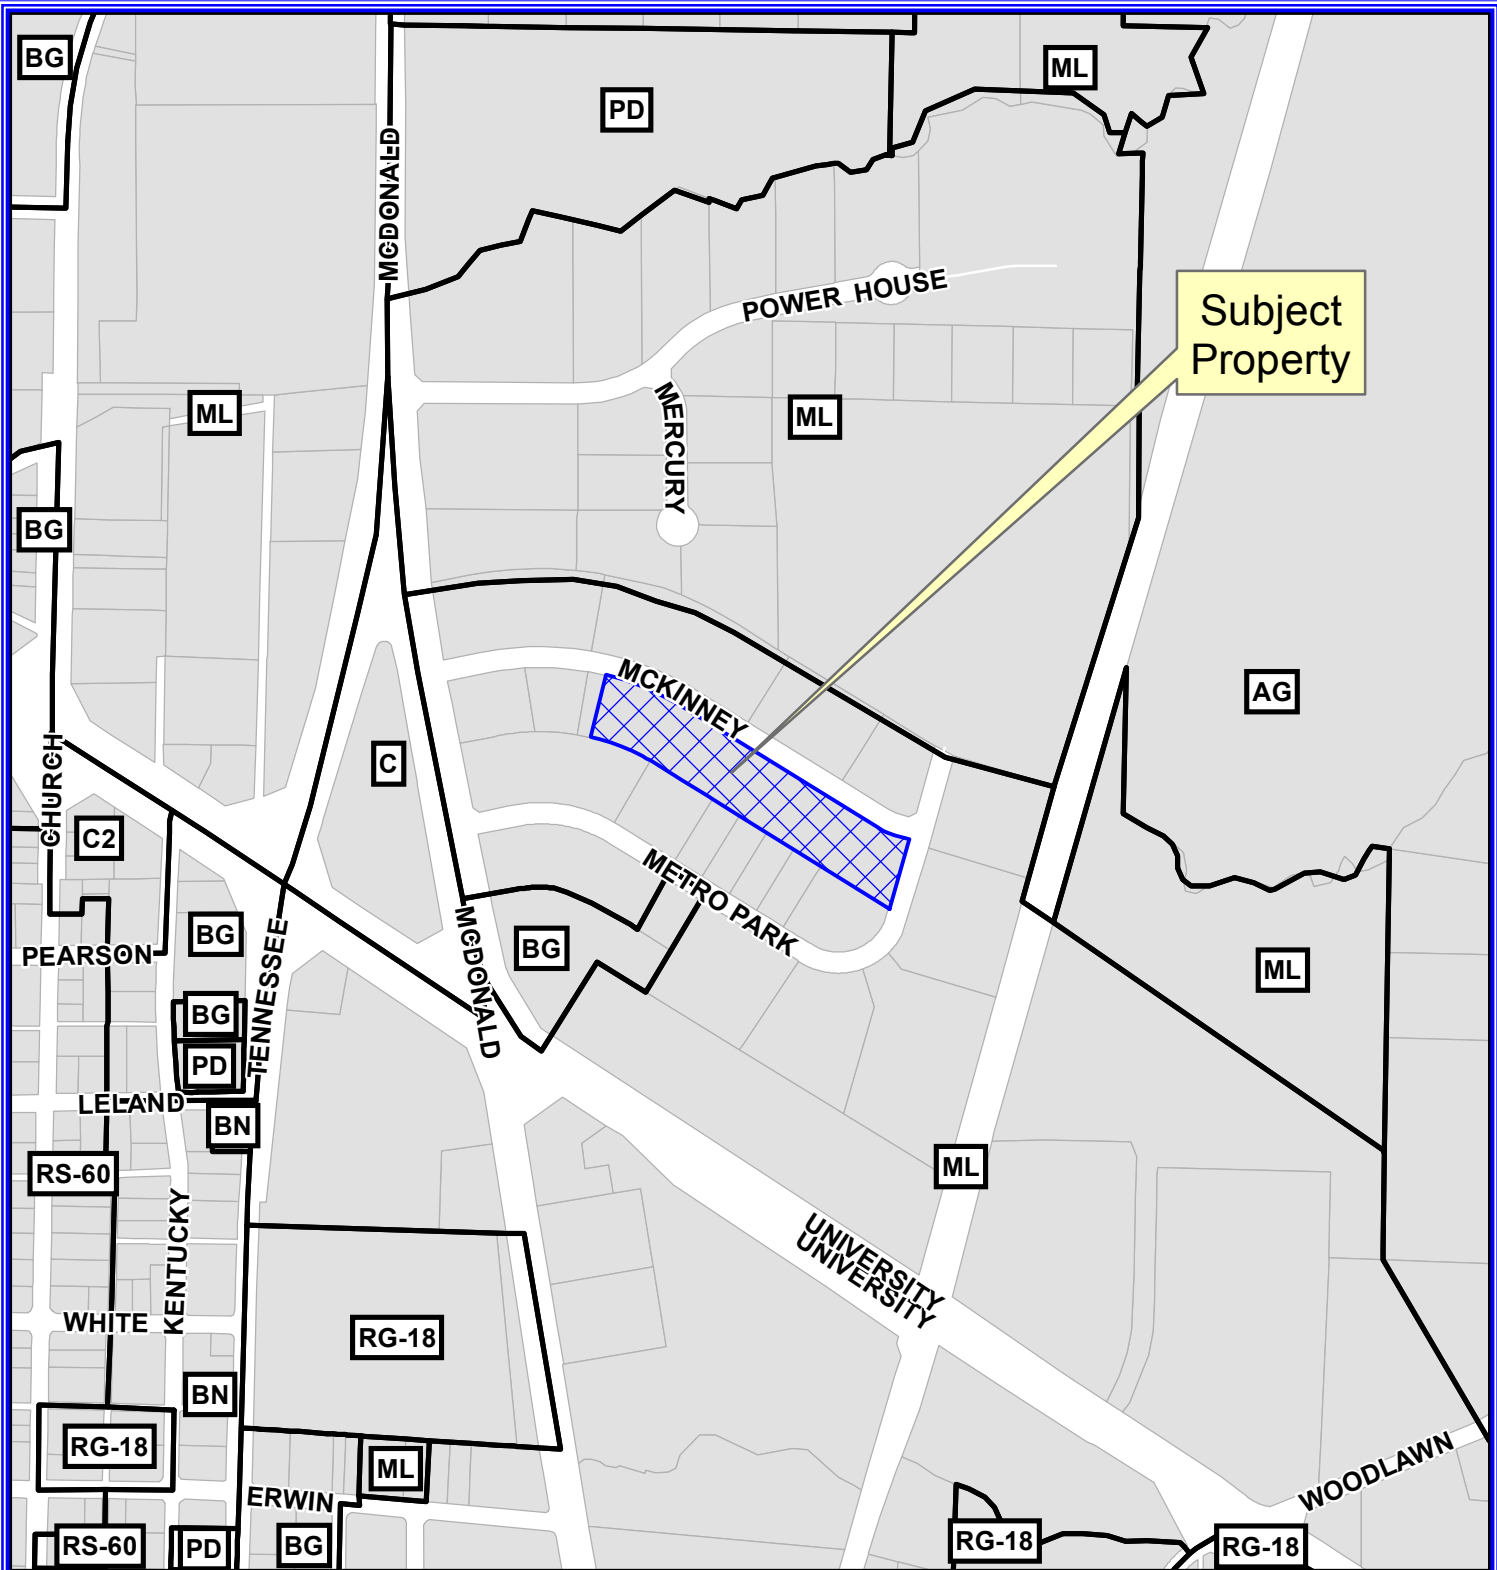 BG
ML
PD
MCDONALD
POWER HOUSE
Subject
Property
MERCURY
ML
ML
BG
MCKINNEY
AG
CHURCH
C
C2
METRO PARK
BG
MCDONALD
BG
PEARSON
TENNESSEE
ML
BG
PD
LELAND
BN
RS-60
ML
KENTUCKY
UNIVERSITY
UNIVERSITY
WHITE
RG-18
BN
RG-18
ML
WOODLAWN
ERWIN
RS-60
PD
BG
RG-18
RG-18